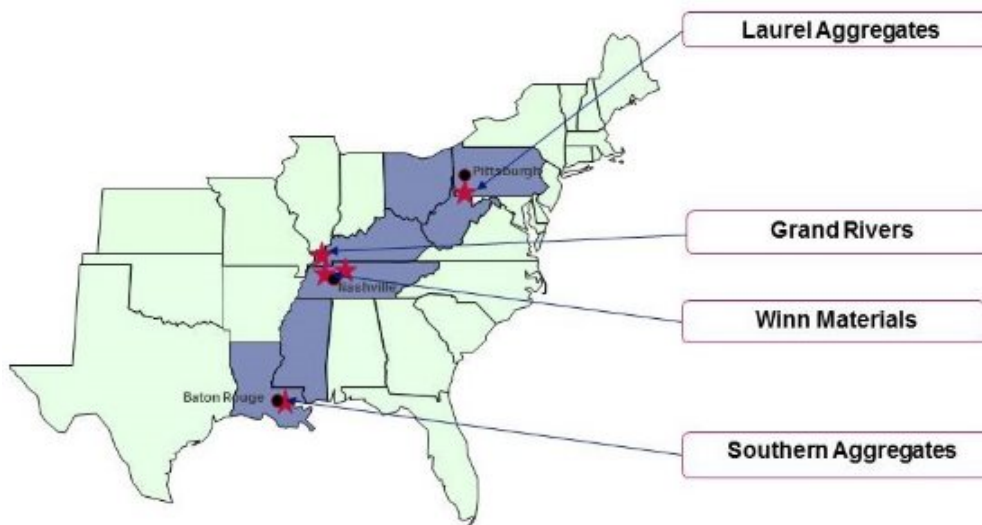 Laurel Aggregates
Pittsburgh
Grand Rivers
Nashville
Winn Materials
Baton Rouge
Southern Aggregates